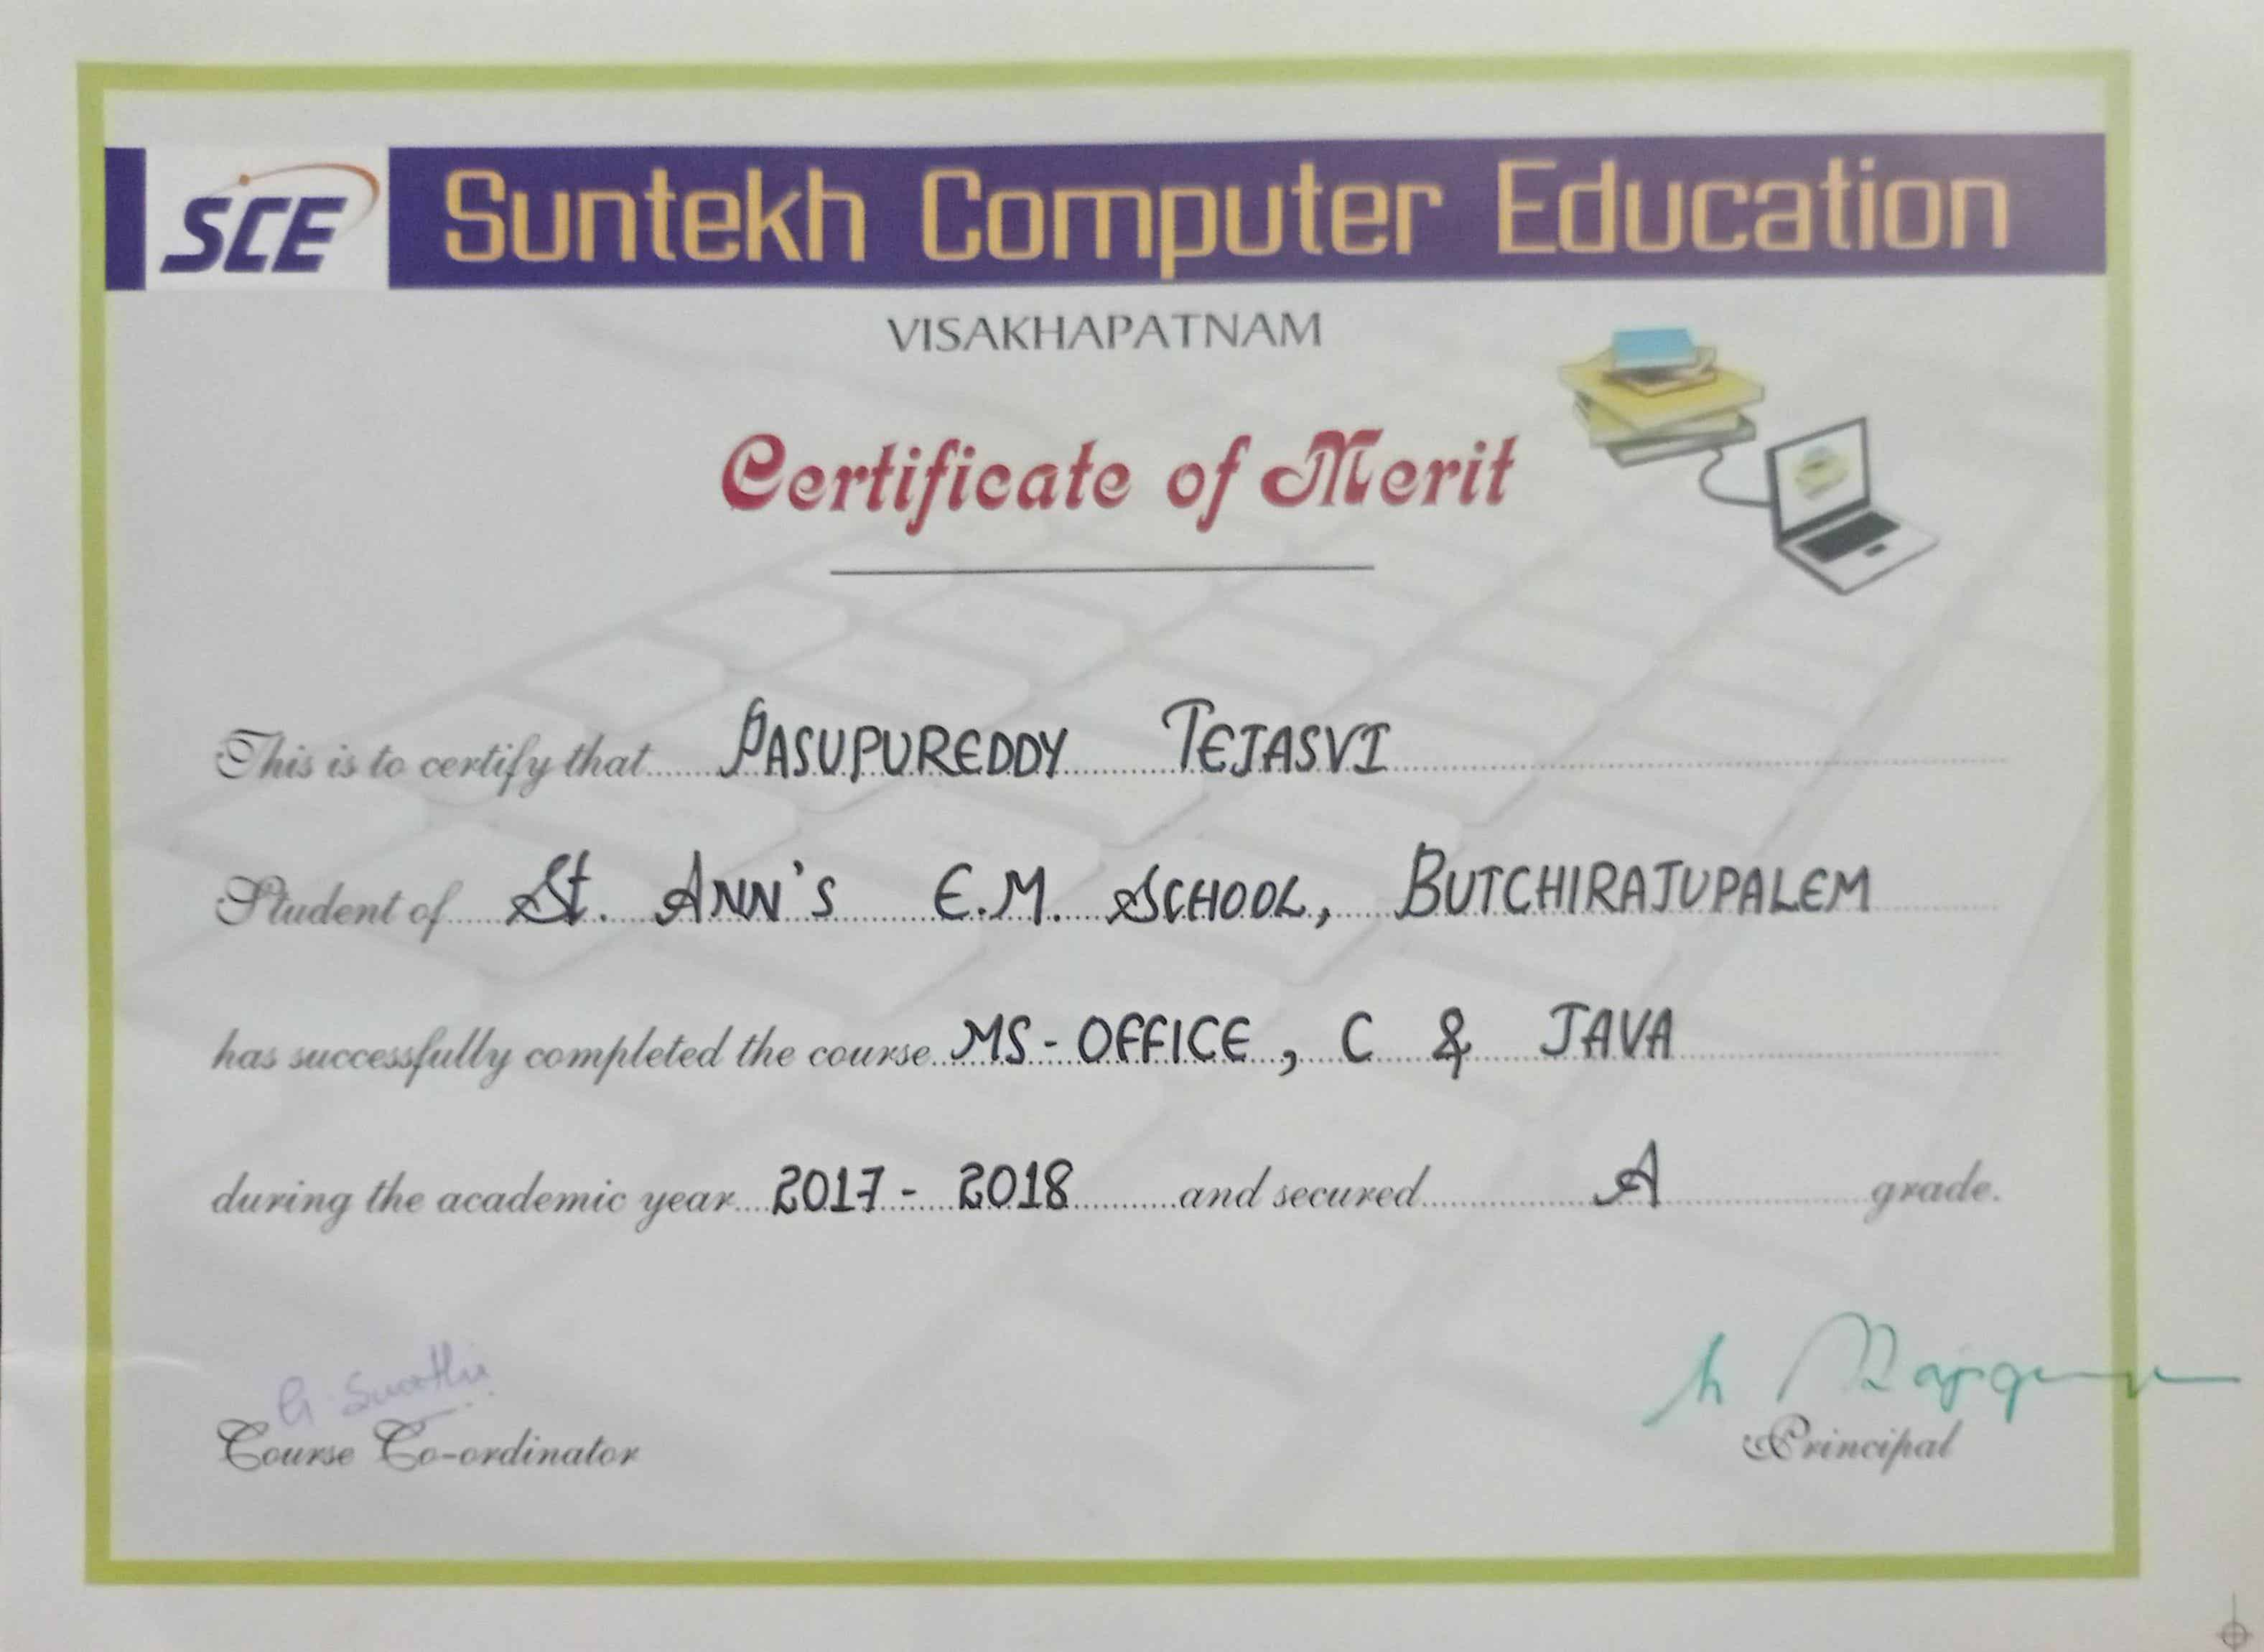 SCE Suntekh Computer Education
VISAKHAPATNAM
Certificate of Merit
This is to certify that PASUPUREDDY TEJASVI
Student of St. ANN'S E.M. SCHOOL, BUTCHIRAJUPALEM
has successfully completed the course MS-OFFICE, C & JAVA
during the academic year 2017 - 2018 and secured A grade.
G. Swathi
Course Co-ordinator
Principal